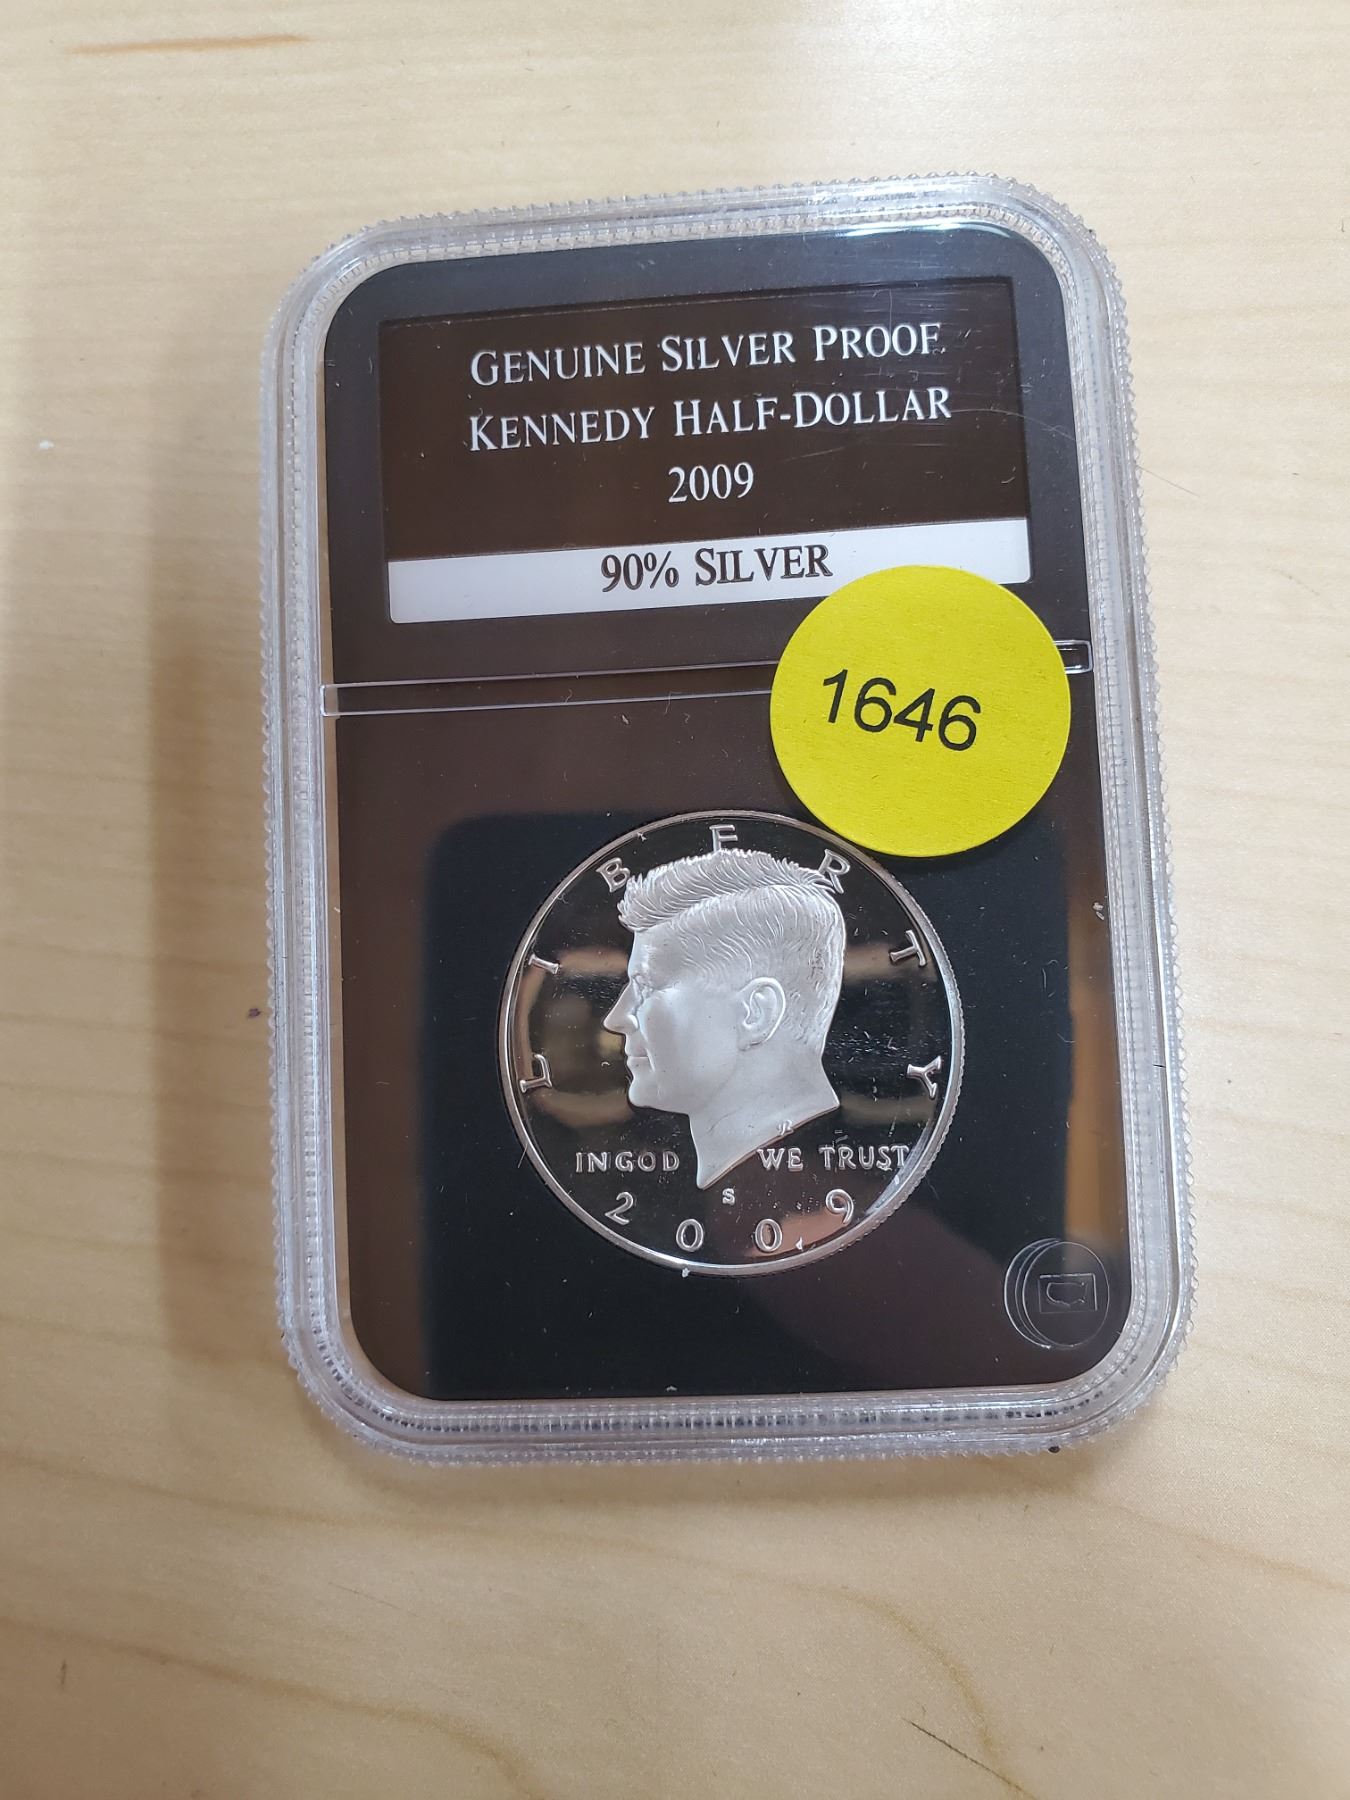 GENUINE SILVER PROOF
KENNEDY HALF-DOLLAR
2009
90% SILVER
1646
LIBERTY
IN GOD WE TRUST
S
2009